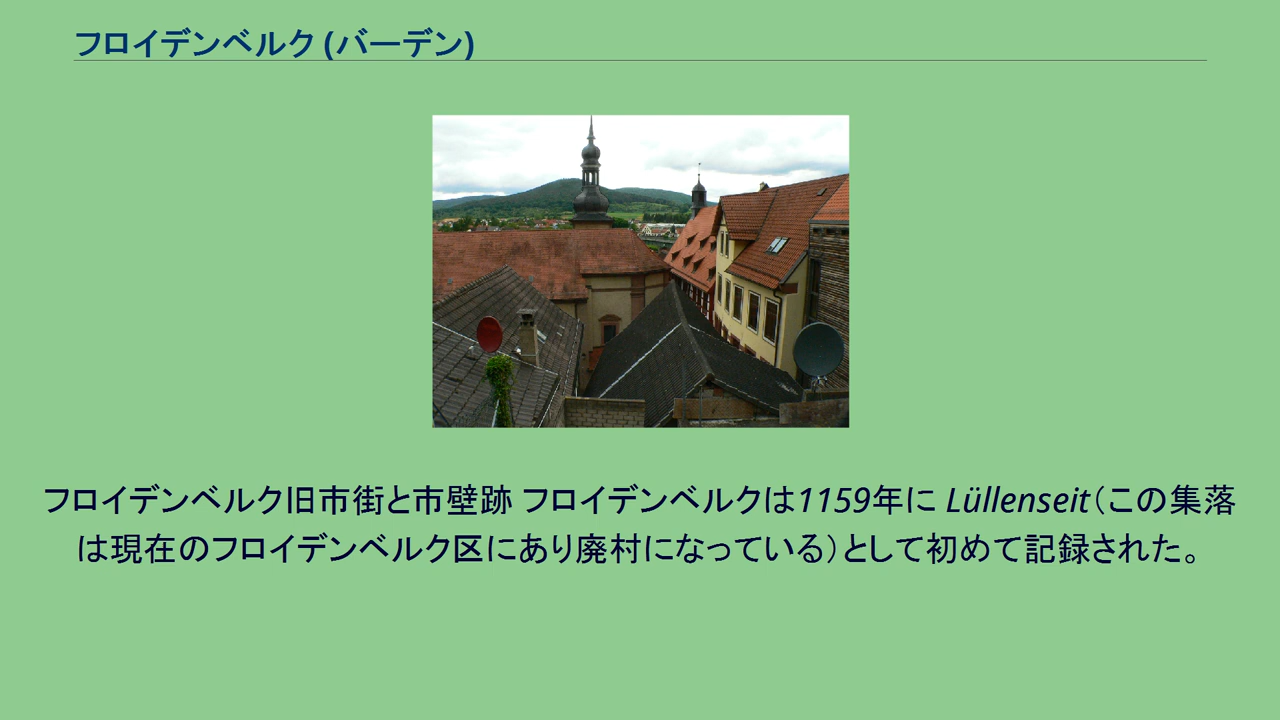 フロイデンベルク (バーデン)
フロイデンベルク旧市街と市壁跡 フロイデンベルクは1159年に Lüllenseit（この集落
は現在のフロイデンベルク区にあり廃村になっている）として初めて記録された。